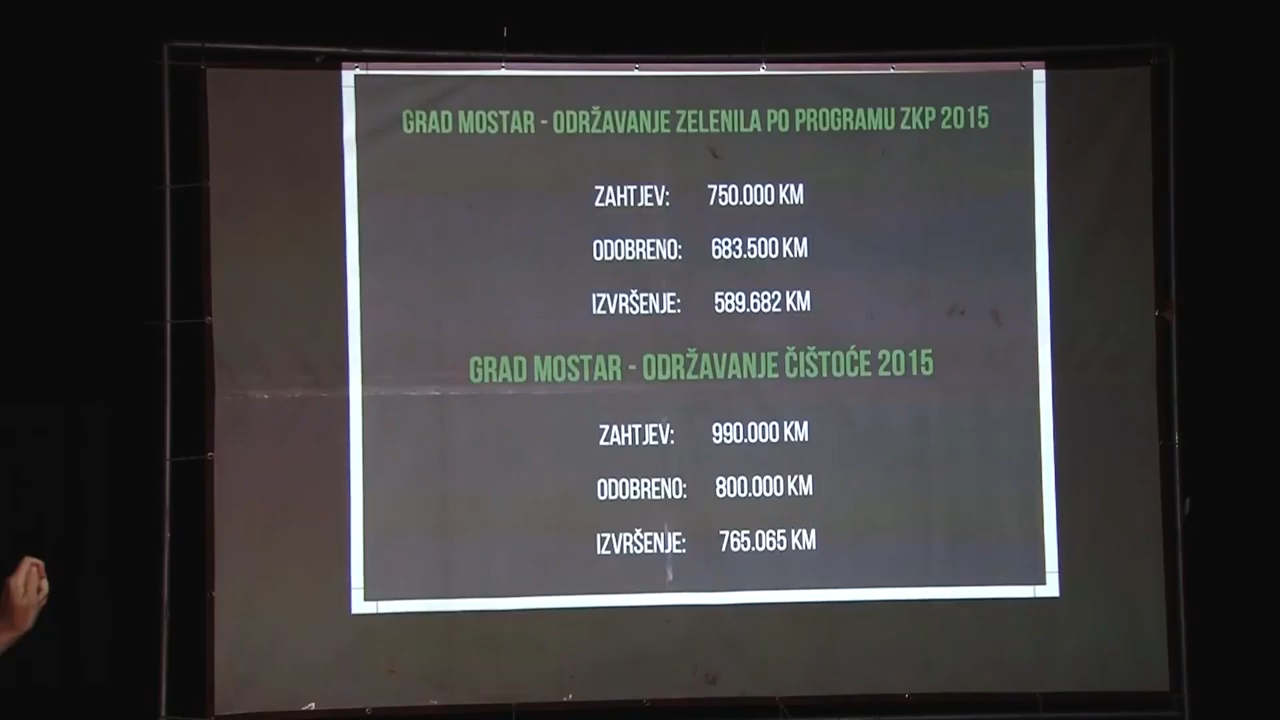 GRAD MOSTAR - ODRŽAVANJE ZELENILA PO PROGRAMU ZKP 2015
ZAHTJEV: 750.000 KM
ODOBRENO: 683.500 KM
IZVRŠENJE: 589.682 KM
GRAD MOSTAR - ODRŽAVANJE ČIŠTOĆE 2015
ZAHTJEV: 990.000 KM
ODOBRENO: 800.000 KM
IZVRŠENJE: 765.065 KM